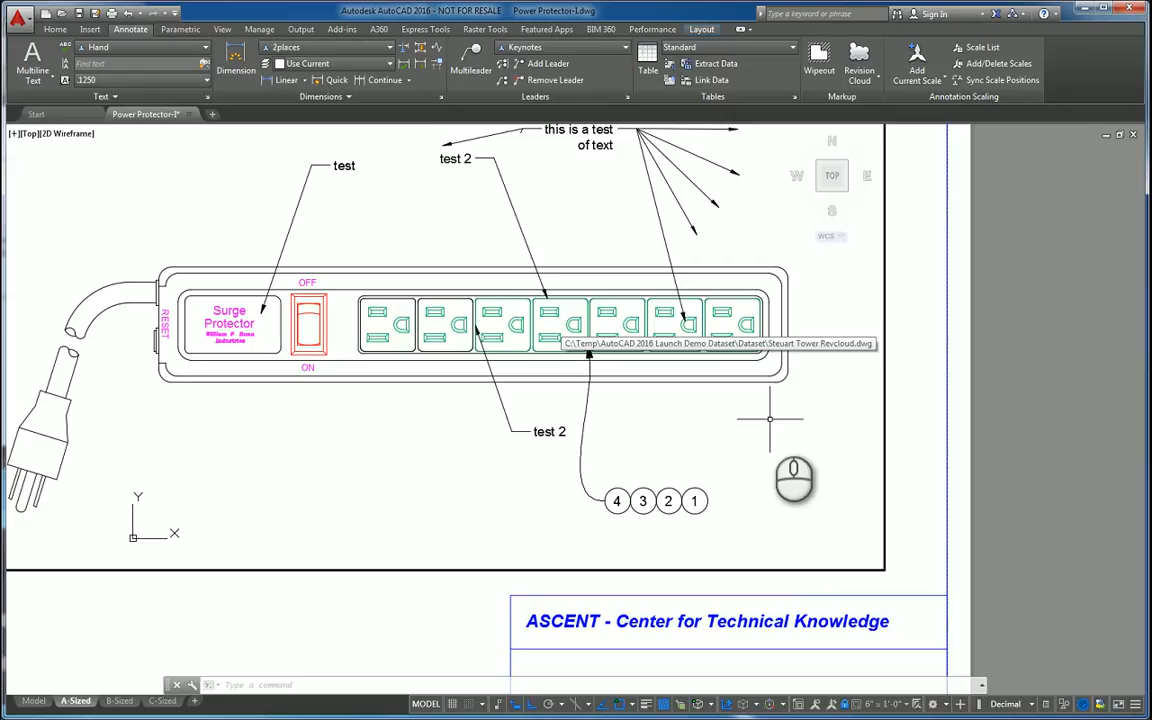 Autodesk AutoCAD 2016 - NOT FOR RESALE Power Protector-I.dwg
Type a keyword or phrase
Sign In
Home Insert Annotate Parametric View Manage Output Add-ins A360 Express Tools Raster Tools Featured Apps BIM 360 Performance Layout
Multiline Text
Hand
Find text
.1250
Text
Dimension
2places
Use Current
Linear Quick Continue
Dimensions
Multileader
Keynotes
Add Leader
Remove Leader
Leaders
Table
Standard
Extract Data
Link Data
Tables
Wipeout
Revision Cloud
Markup
Add Current Scale
Scale List
Add/Delete Scales
Sync Scale Positions
Annotation Scaling
Start Power Protector-I*
[+][Top][2D Wireframe]
this is a test
of text
test
test 2
N
W TOP E
S
WCS
OFF
RESET
Surge
Protector
ON
C:\Temp\AutoCAD 2016 Launch Demo Dataset\Dataset\Steuart Tower Revcloud.dwg
test 2
4 3 2 1
Y
X
ASCENT - Center for Technical Knowledge
Type a command
Model A-Sized B-Sized C-Sized
MODEL
6" = 1'-0"
Decimal